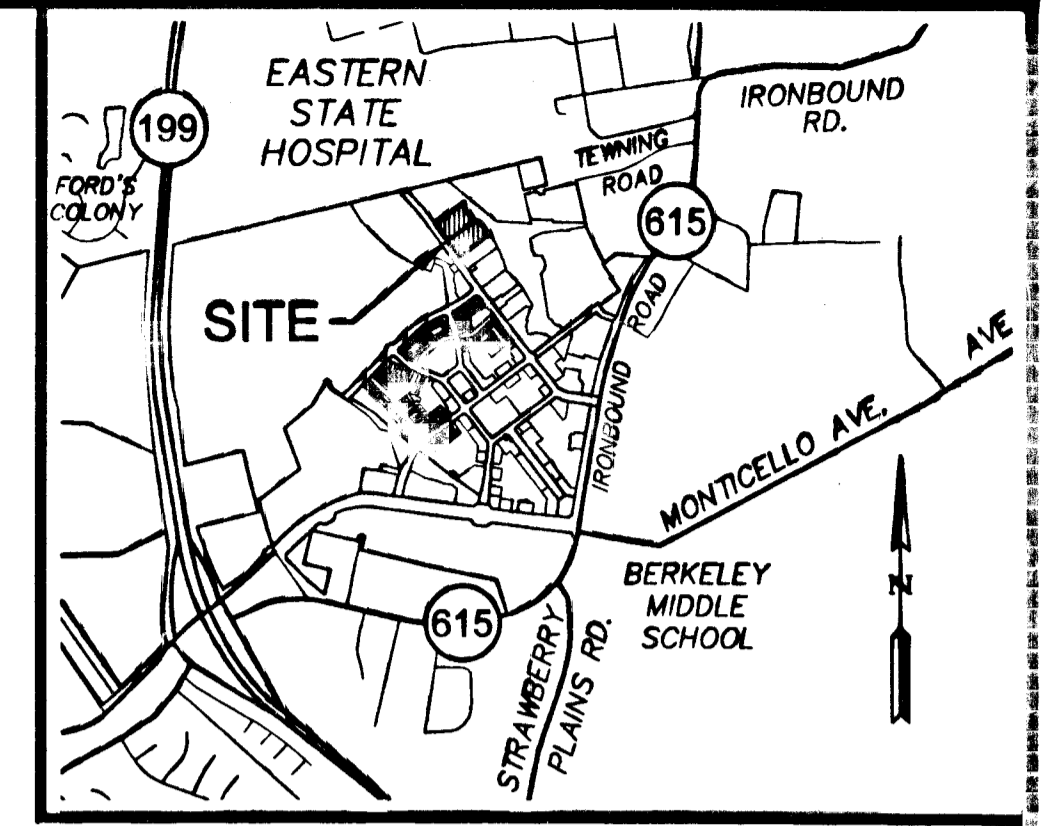 EASTERN
STATE
HOSPITAL
IRONBOUND
RD.
199
TEWNING
ROAD
FORD'S
COLONY
615
SITE
ROAD
IRONBOUND
AVE
MONTICELLO AVE.
N
BERKELEY
MIDDLE
SCHOOL
615
STRAWBERRY
PLAINS RD.